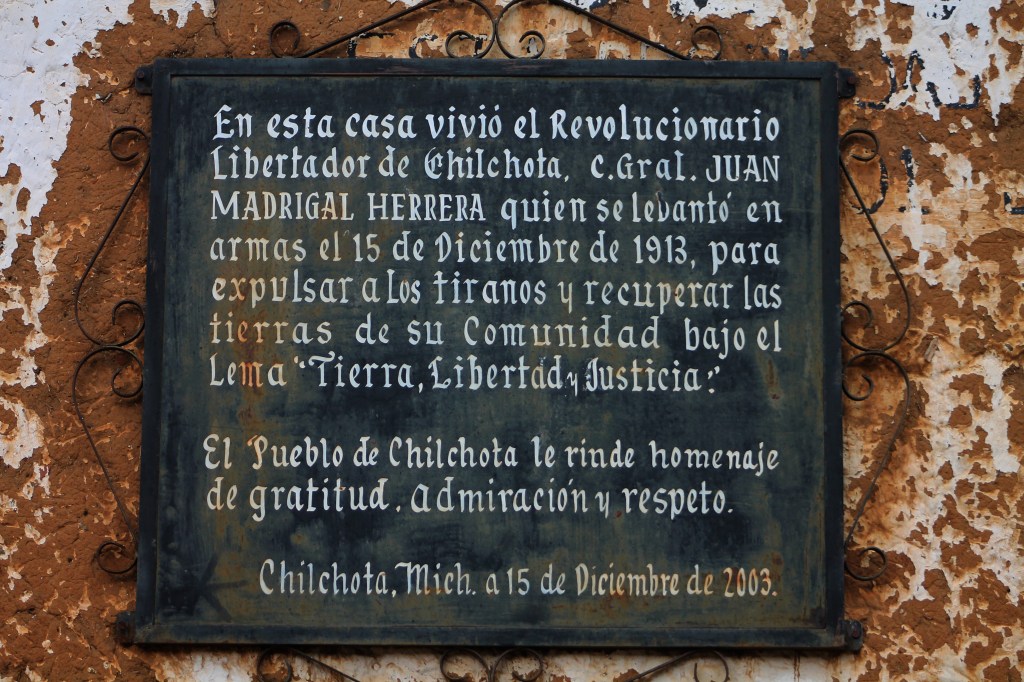 En esta casa vivió el Revolucionario
Libertador de Chilchota, C. Gral. JUAN
MADRIGAL HERRERA quien se levantó en
armas el 15 de Diciembre de 1913, para
expulsar a los tiranos y recuperar las
tierras de su Comunidad bajo el
Lema "Tierra, Libertad y Justicia."
El Pueblo de Chilchota le rinde homenaje
de gratitud. admiración y respeto.
Chilchota, Mich. a 15 de Diciembre de 2003.